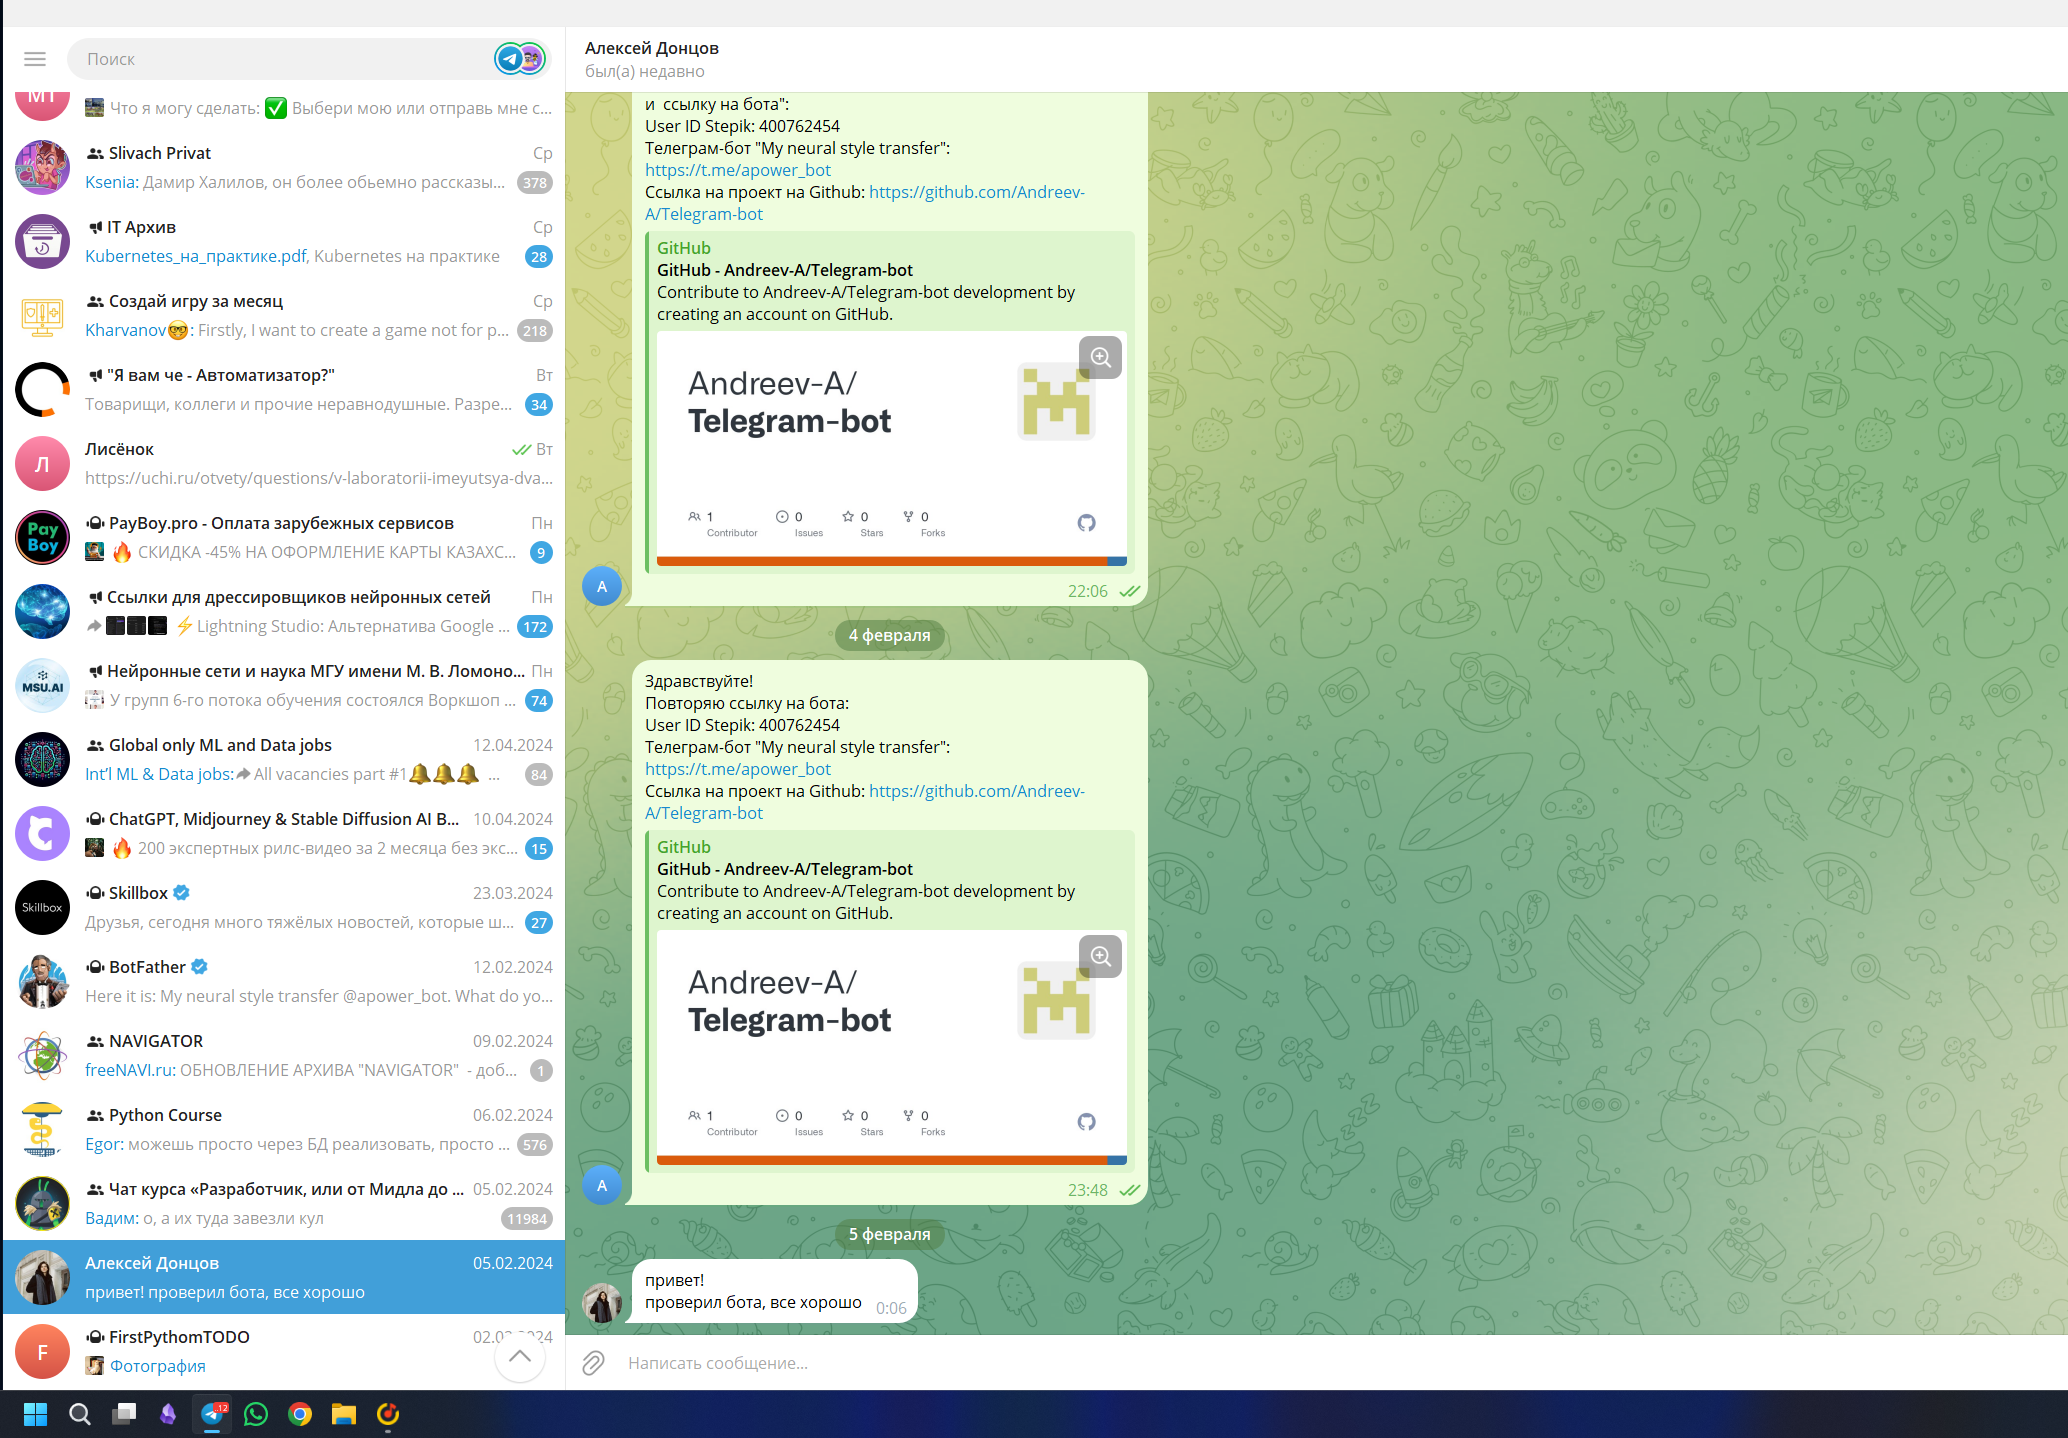 Поиск
Что я могу сделать: ✅ Выбери мою или отправь мне с...
Slivach Privat Ср
Ksenia: Дамир Халилов, он более обьемно рассказы... 378
IT Архив Ср
Kubernetes_на_практике.pdf, Kubernetes на практике 28
Создай игру за месяц Ср
Kharvanov🤓: Firstly, I want to create a game not for p... 218
"Я вам че - Автоматизатор?" Вт
Товарищи, коллеги и прочие неравнодушные. Разре... 34
Л
Лисёнок Вт
https://uchi.ru/otvety/questions/v-laboratorii-imeyutsya-dva...
Pay
Boy
PayBoy.pro - Оплата зарубежных сервисов Пн
🔥 СКИДКА -45% НА ОФОРМЛЕНИЕ КАРТЫ КАЗАХС... 9
Ссылки для дрессировщиков нейронных сетей Пн
⚡ Lightning Studio: Альтернатива Google ... 172
MSU.AI
Нейронные сети и наука МГУ имени М. В. Ломоно... Пн
У групп 6-го потока обучения состоялся Воркшоп ... 74
Global only ML and Data jobs 12.04.2024
Int'l ML & Data jobs: All vacancies part #1🔔🔔🔔 ... 84
ChatGPT, Midjourney & Stable Diffusion AI B... 10.04.2024
🔥 200 экспертных рилс-видео за 2 месяца без экс... 15
Skillbox
Skillbox 23.03.2024
Друзья, сегодня много тяжёлых новостей, которые ш... 27
BotFather 12.02.2024
Here it is: My neural style transfer @apower_bot. What do yo...
NAVIGATOR 09.02.2024
freeNAVI.ru: ОБНОВЛЕНИЕ АРХИВА "NAVIGATOR" - доб... 1
Python Course 06.02.2024
Egor: можешь просто через БД реализовать, просто ... 576
Чат курса «Разработчик, или от Мидла до ... 05.02.2024
Вадим: о, а их туда завезли кул 11984
Алексей Донцов 05.02.2024
привет! проверил бота, все хорошо
F
FirstPythomTODO
Фотография
Алексей Донцов
был(а) недавно
и ссылку на бота":
User ID Stepik: 400762454
Телеграм-бот "My neural style transfer":
https://t.me/apower_bot
Ссылка на проект на Github: https://github.com/Andreev-
A/Telegram-bot
GitHub
GitHub - Andreev-A/Telegram-bot
Contribute to Andreev-A/Telegram-bot development by
creating an account on GitHub.
Andreev-A/
Telegram-bot
1 0 0 0
Contributor Issues Stars Forks
A
22:06
4 февраля
Здравствуйте!
Повторяю ссылку на бота:
User ID Stepik: 400762454
Телеграм-бот "My neural style transfer":
https://t.me/apower_bot
Ссылка на проект на Github: https://github.com/Andreev-
A/Telegram-bot
GitHub
GitHub - Andreev-A/Telegram-bot
Contribute to Andreev-A/Telegram-bot development by
creating an account on GitHub.
Andreev-A/
Telegram-bot
1 0 0 0
Contributor Issues Stars Forks
A
23:48
5 февраля
привет!
проверил бота, все хорошо 0:06
Написать сообщение...